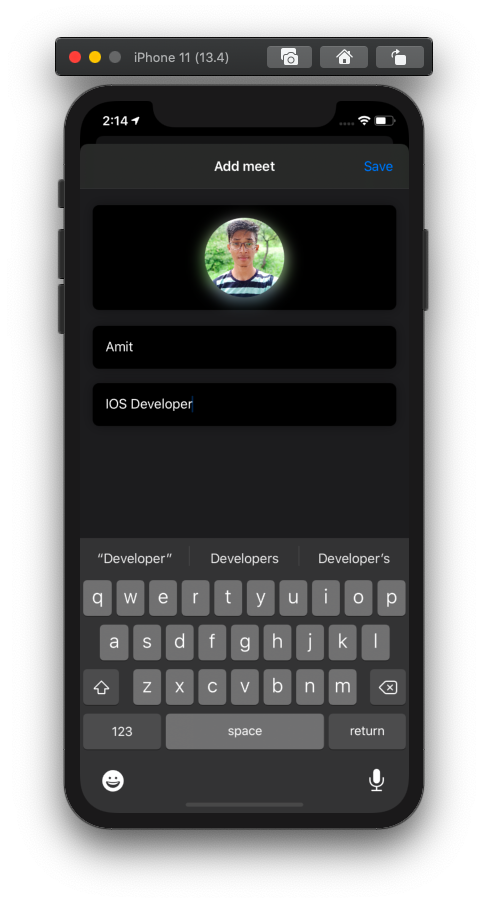 iPhone 11 (13.4)
2:14
Add meet
Save
Amit
IOS Developer
“Developer” Developers Developer’s
q w e r t y u i o p
a s d f g h j k l
z x c v b n m
123 space return